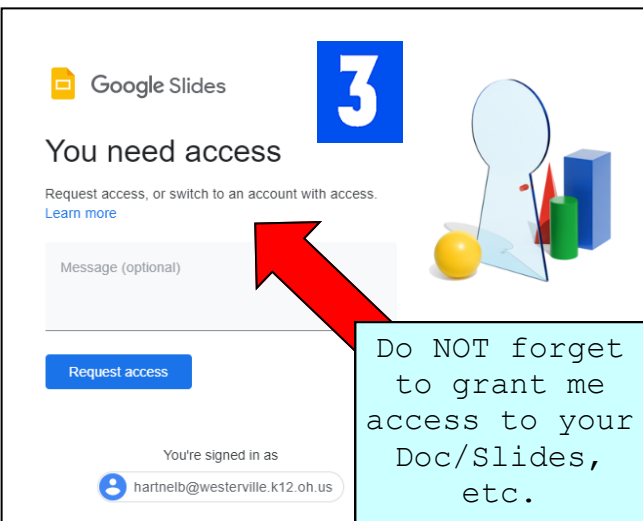 Google Slides
3
You need access
Request access, or switch to an account with access.
Learn more
Message (optional)
Request access
Do NOT forget
to grant me
access to your
Doc/Slides,
etc.
You're signed in as
hartnelb@westerville.k12.oh.us